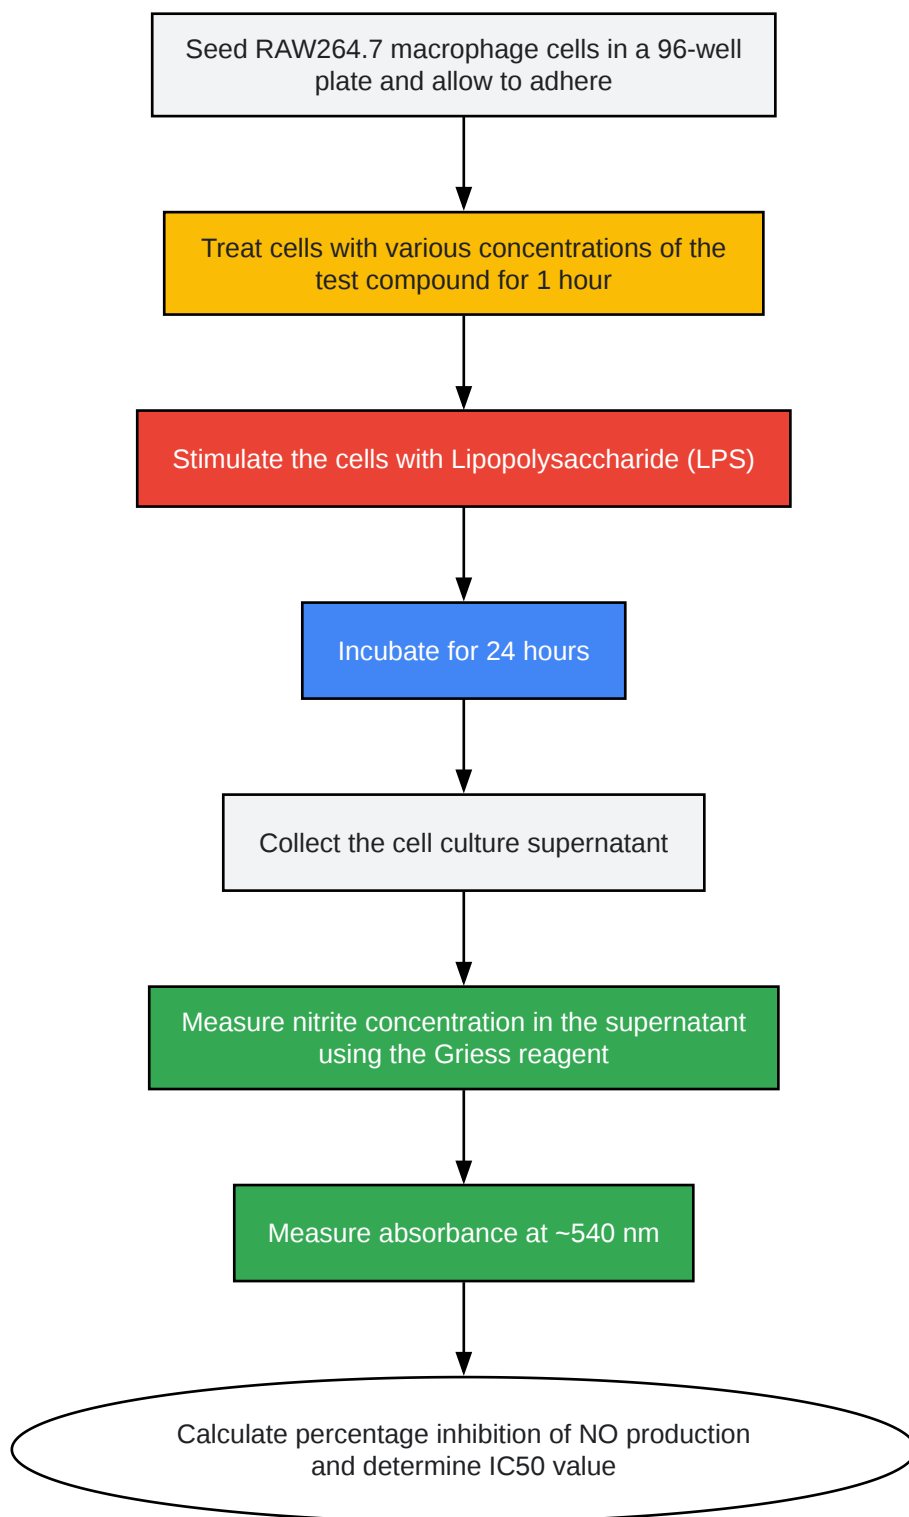 Seed RAW264.7 macrophage cells in a 96-well
plate and allow to adhere
Treat cells with various concentrations of the
test compound for 1 hour
Stimulate the cells with Lipopolysaccharide (LPS)
Incubate for 24 hours
Collect the cell culture supernatant
Measure nitrite concentration in the supernatant
using the Griess reagent
Measure absorbance at ~540 nm
Calculate percentage inhibition of NO production
and determine IC50 value